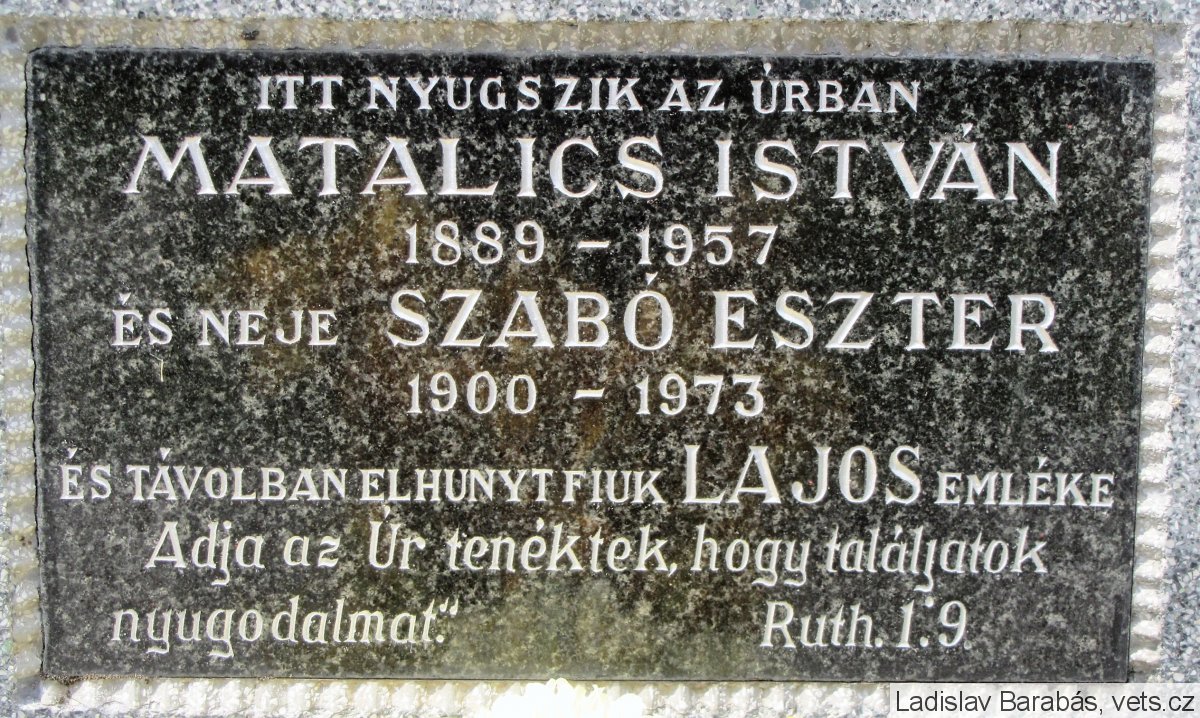 ITT NYUGSZIK AZ ÚRBAN
MATALICS ISTVÁN
1889 - 1957
ÉS NEJE SZABÓ ESZTER
1900 - 1973
ÉS TÁVOLBAN ELHUNYT FIUK LAJOS EMLÉKE
Adja az Úr tenéktek, hogy találjatok
nyugodalmat." Ruth. 1:9.
Ladislav Barabás, vets.cz